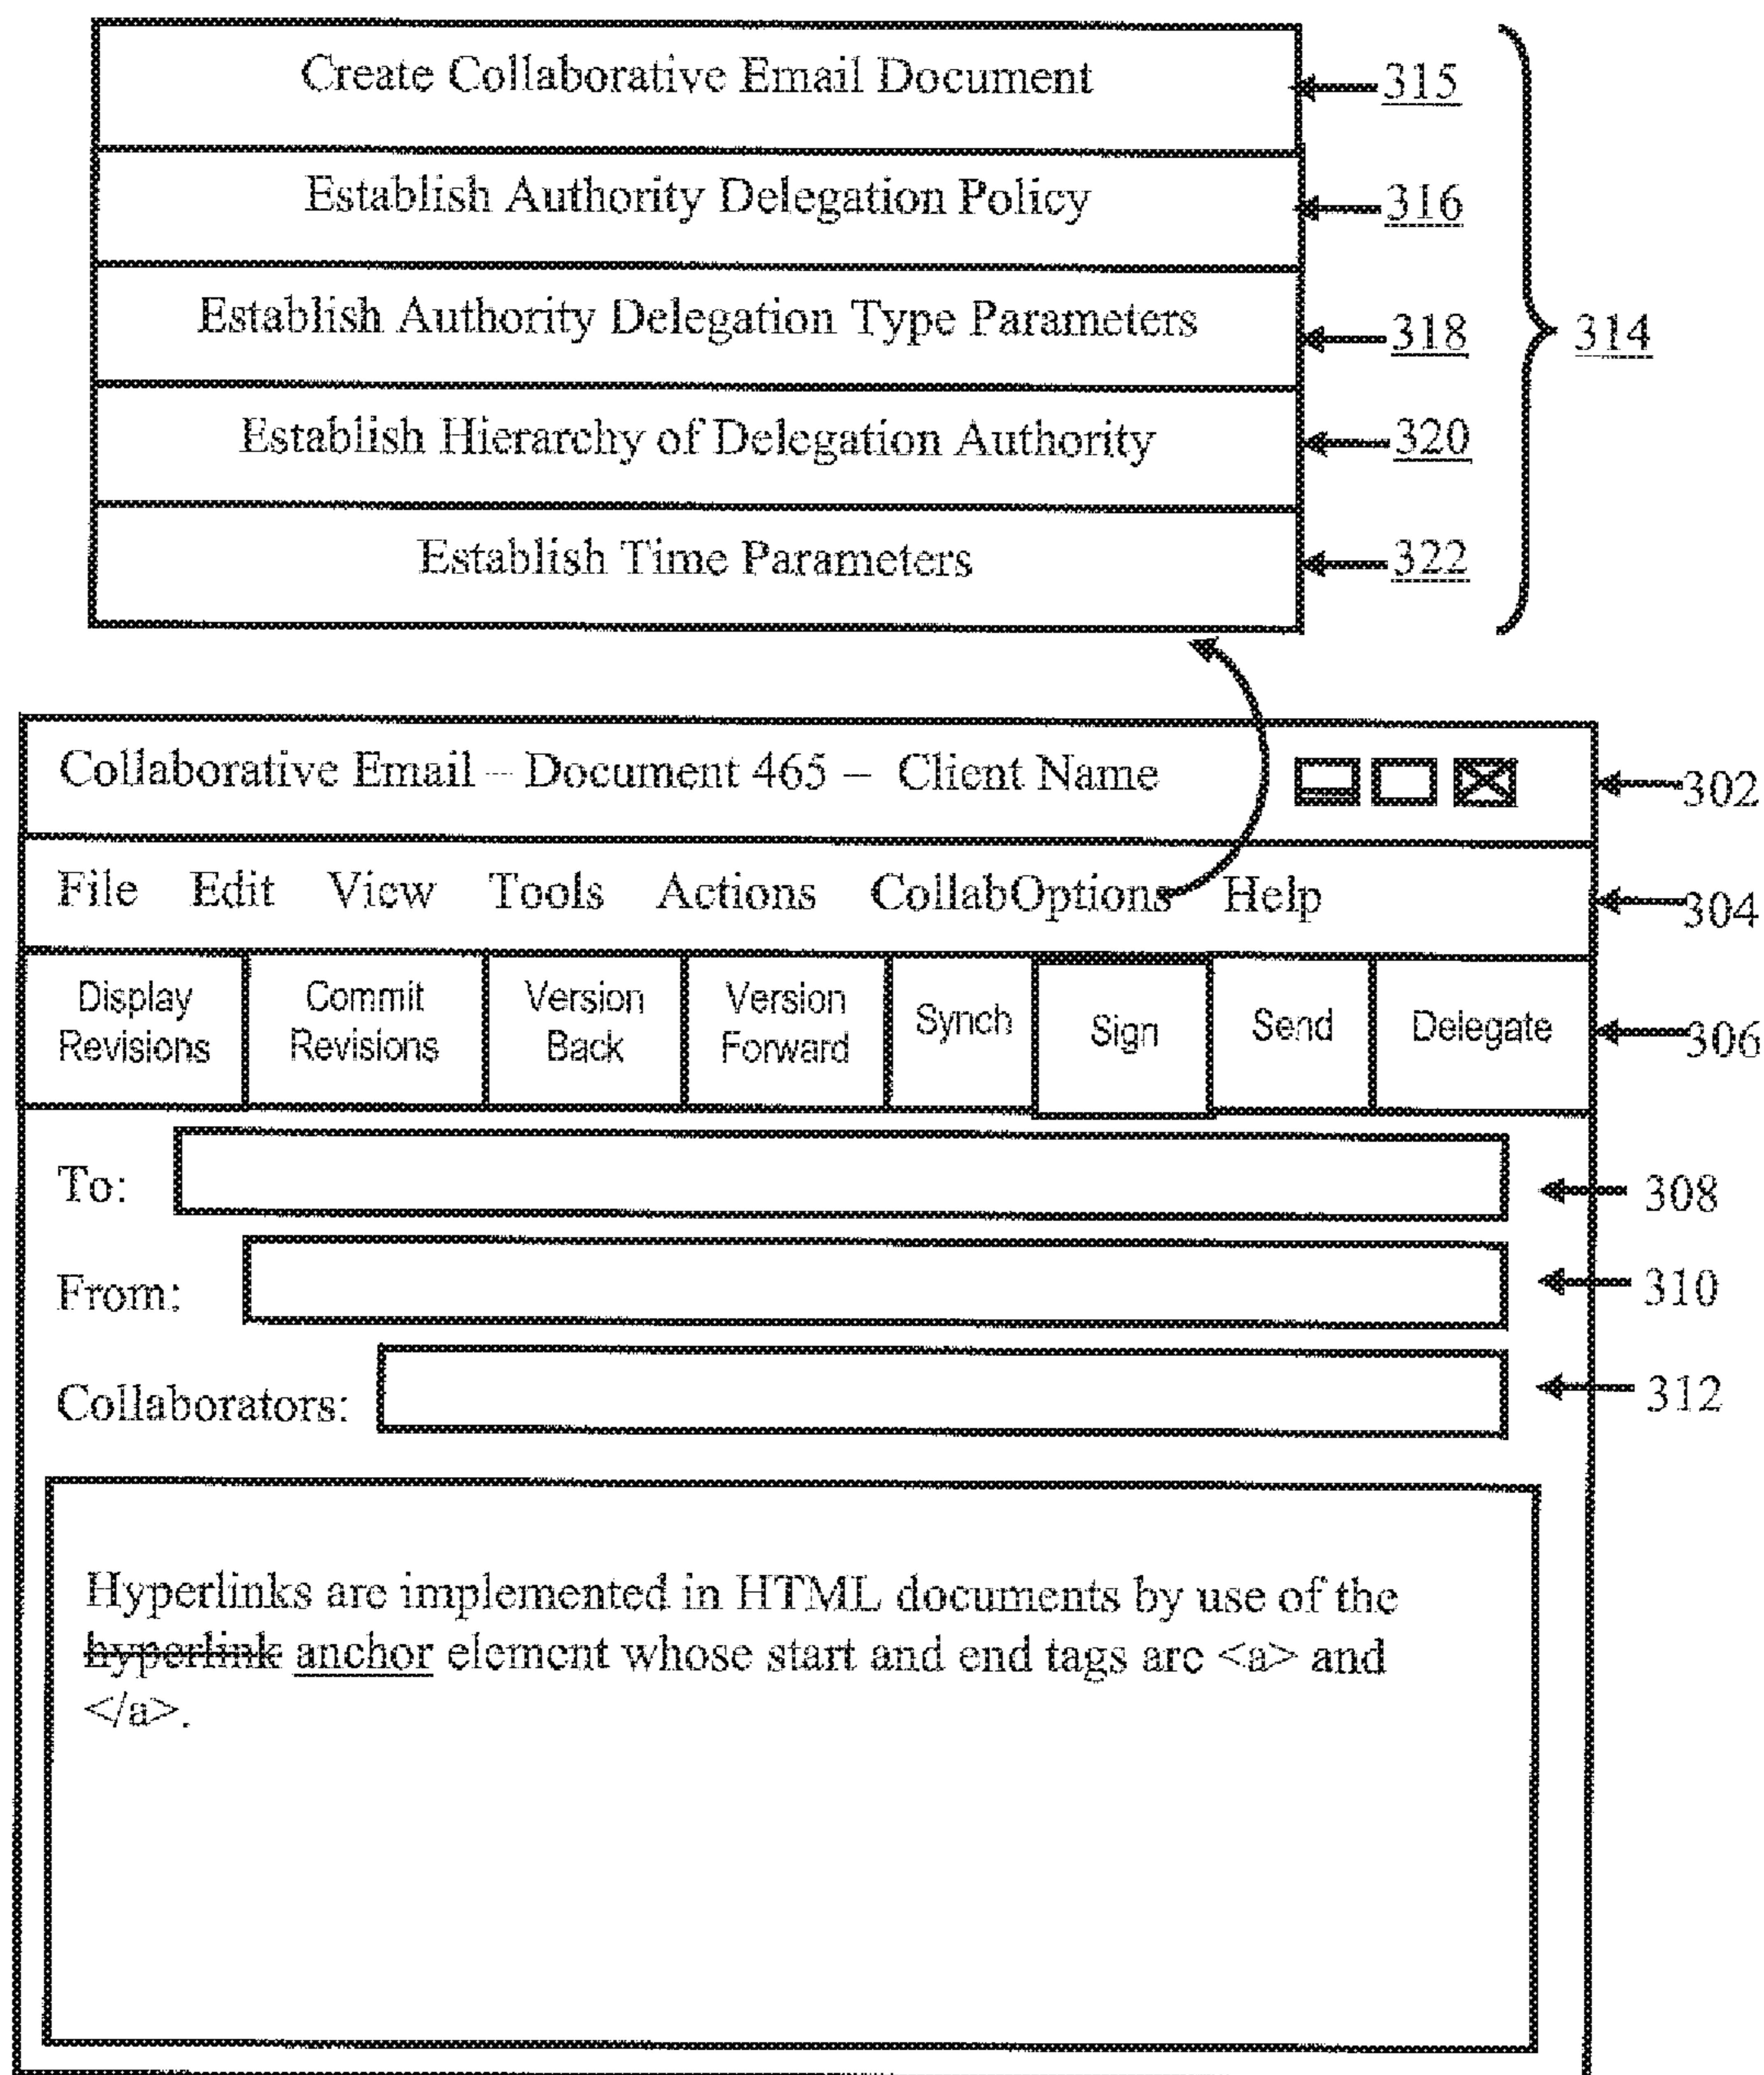 Create Collaborative Email Document 315
Establish Authority Delegation Policy 316
Establish Authority Delegation Type Parameters 318
314
Establish Hierarchy of Delegation Authority 320
Establish Time Parameters 322
Collaborative Email – Document 465 – Client Name 302
File Edit View Tools Actions CollabOptions Help 304
Display Revisions
Commit Revisions
Version Back
Version Forward
Synch
Sign
Send
Delegate
306
To: 308
From: 310
Collaborators: 312
Hyperlinks are implemented in HTML documents by use of the
hyperlink anchor element whose start and end tags are <a> and
</a>.